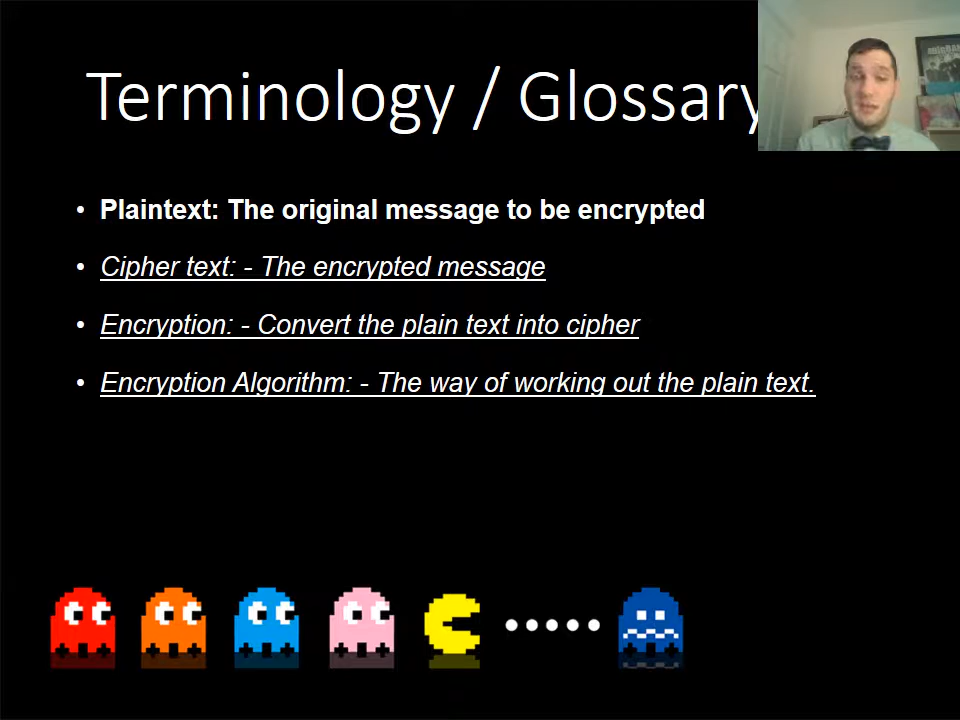 Terminology / Glossary
• Plaintext: The original message to be encrypted
• Cipher text: - The encrypted message
• Encryption: - Convert the plain text into cipher
• Encryption Algorithm: - The way of working out the plain text.